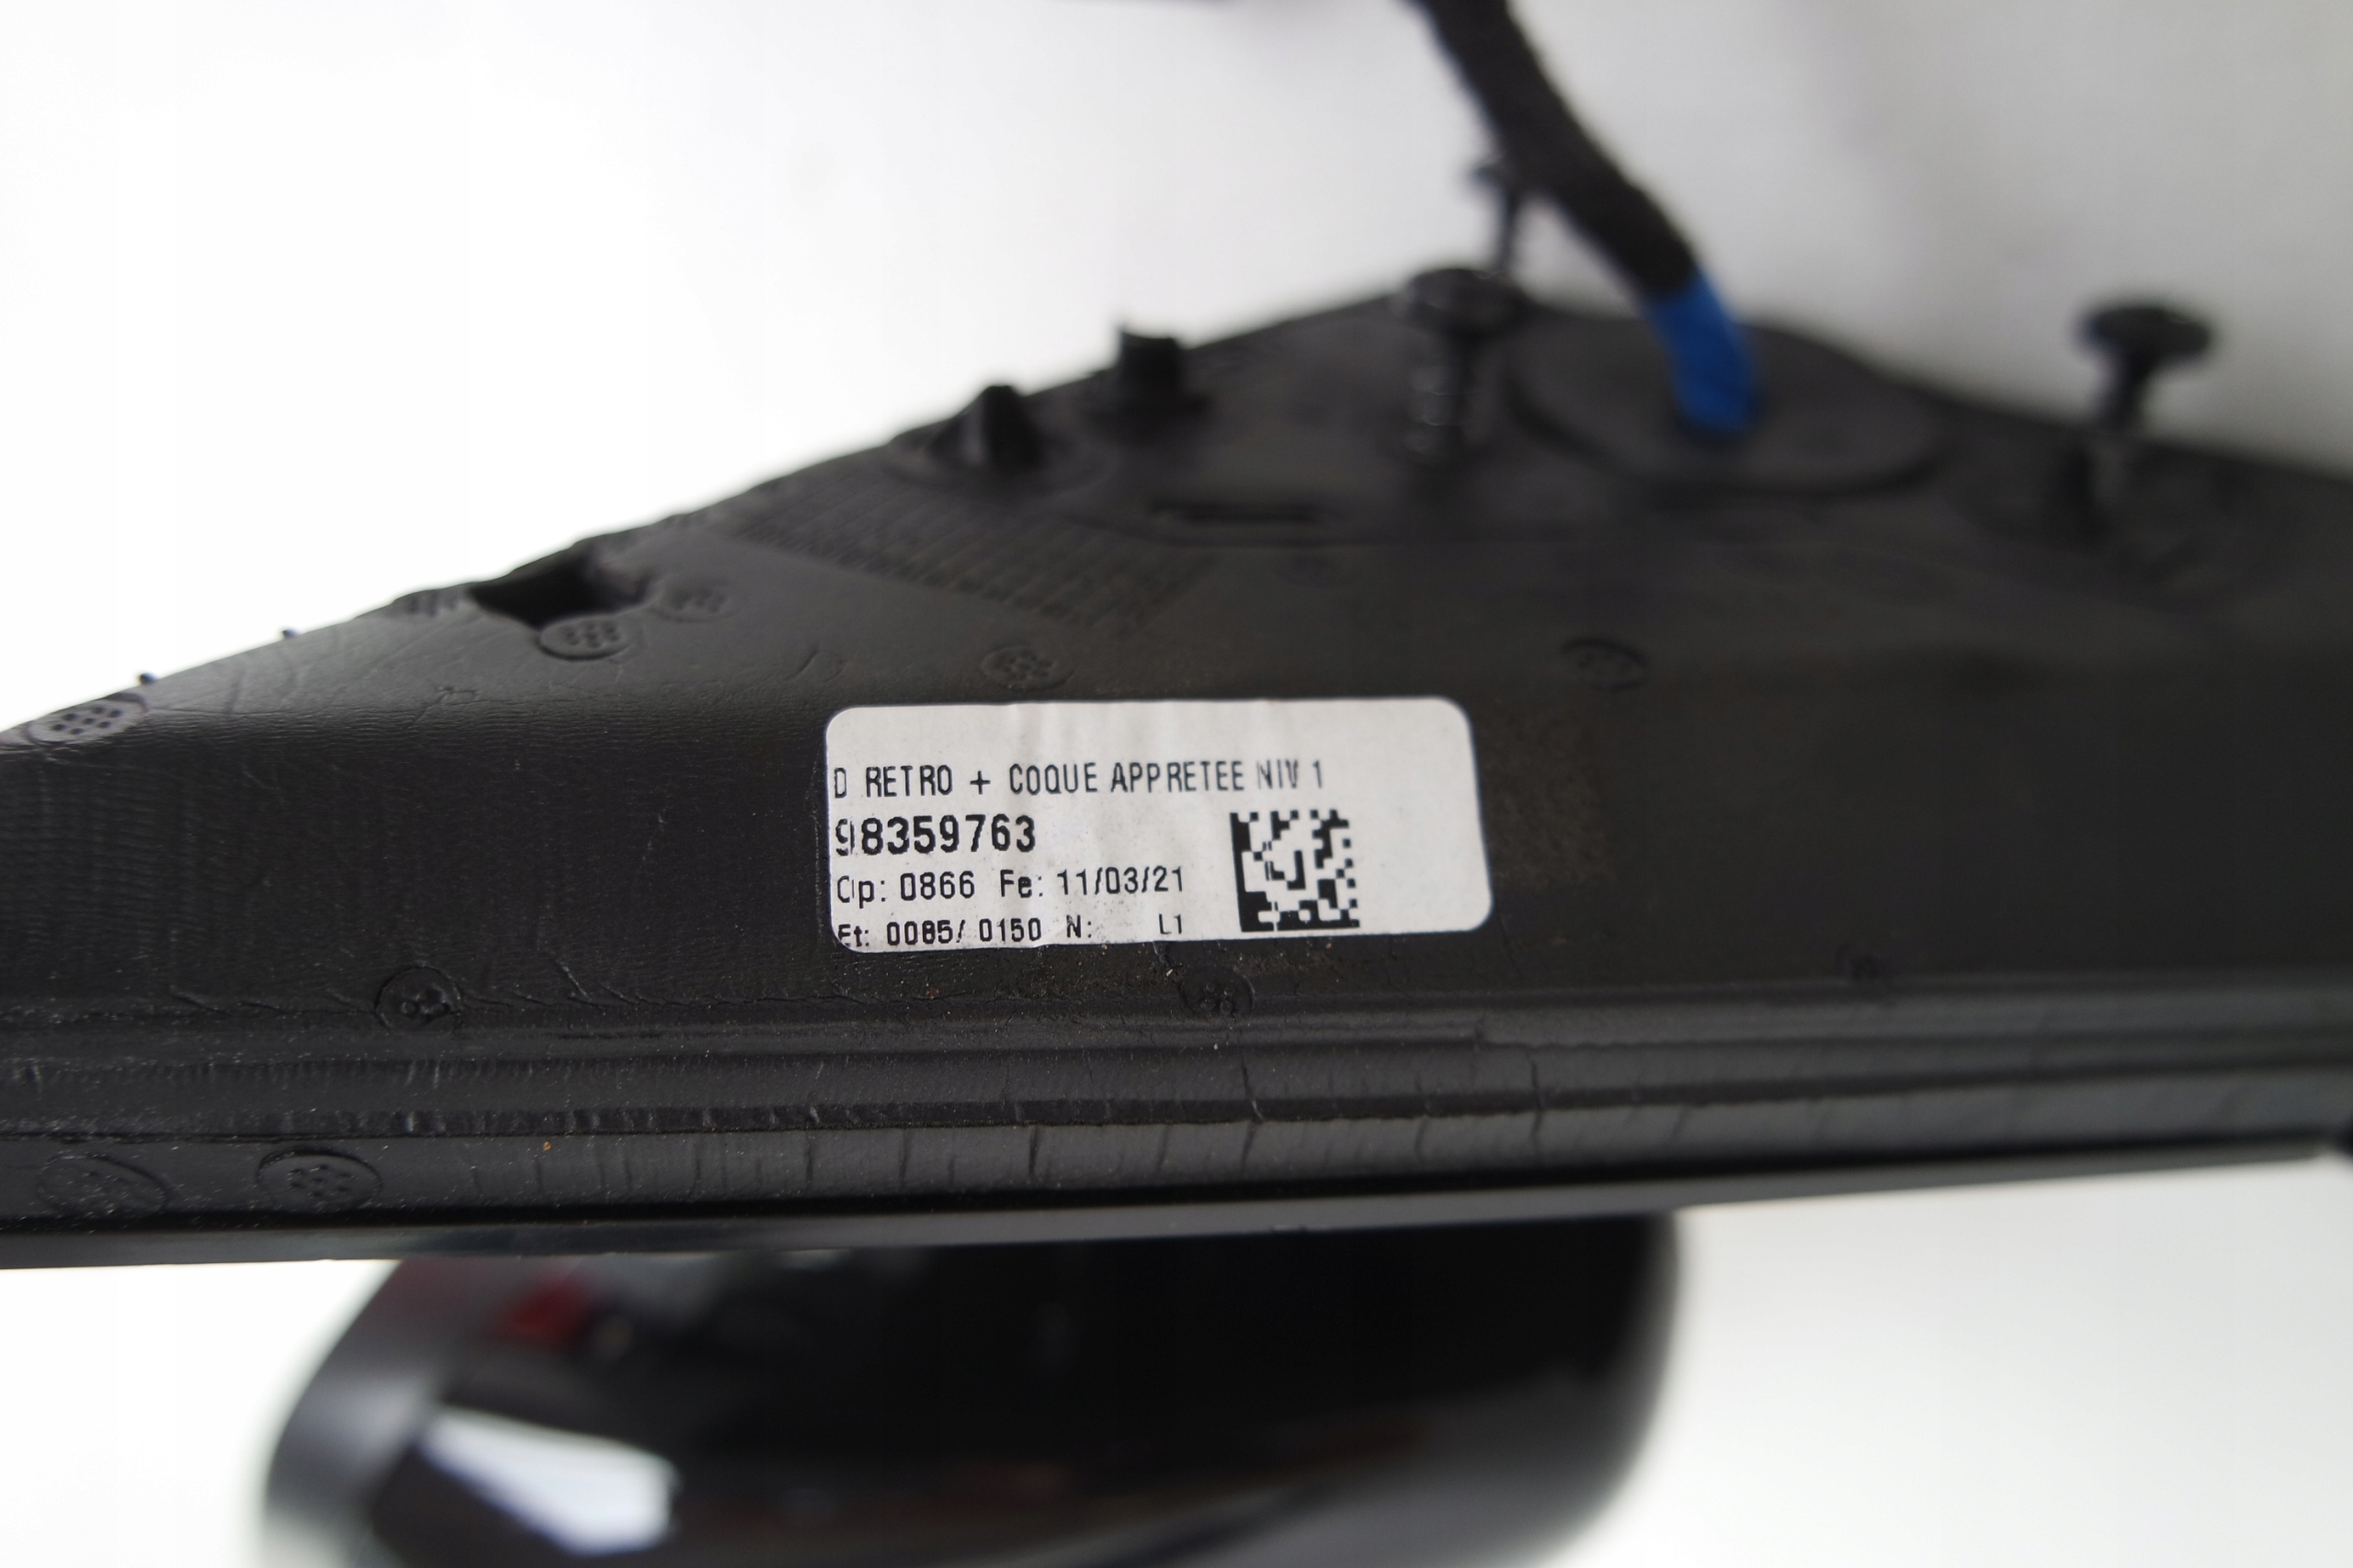 D RETRO + COQUE APPRETEE NIV 1
98359763
Op: 0866 Fe: 11/03/21
Et: 0085/ 0150 N: L1